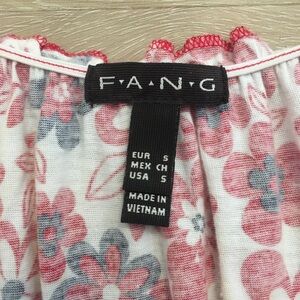 F·A·N·G
EUR S
MEX CH
USA S
MADE IN
VIETNAM